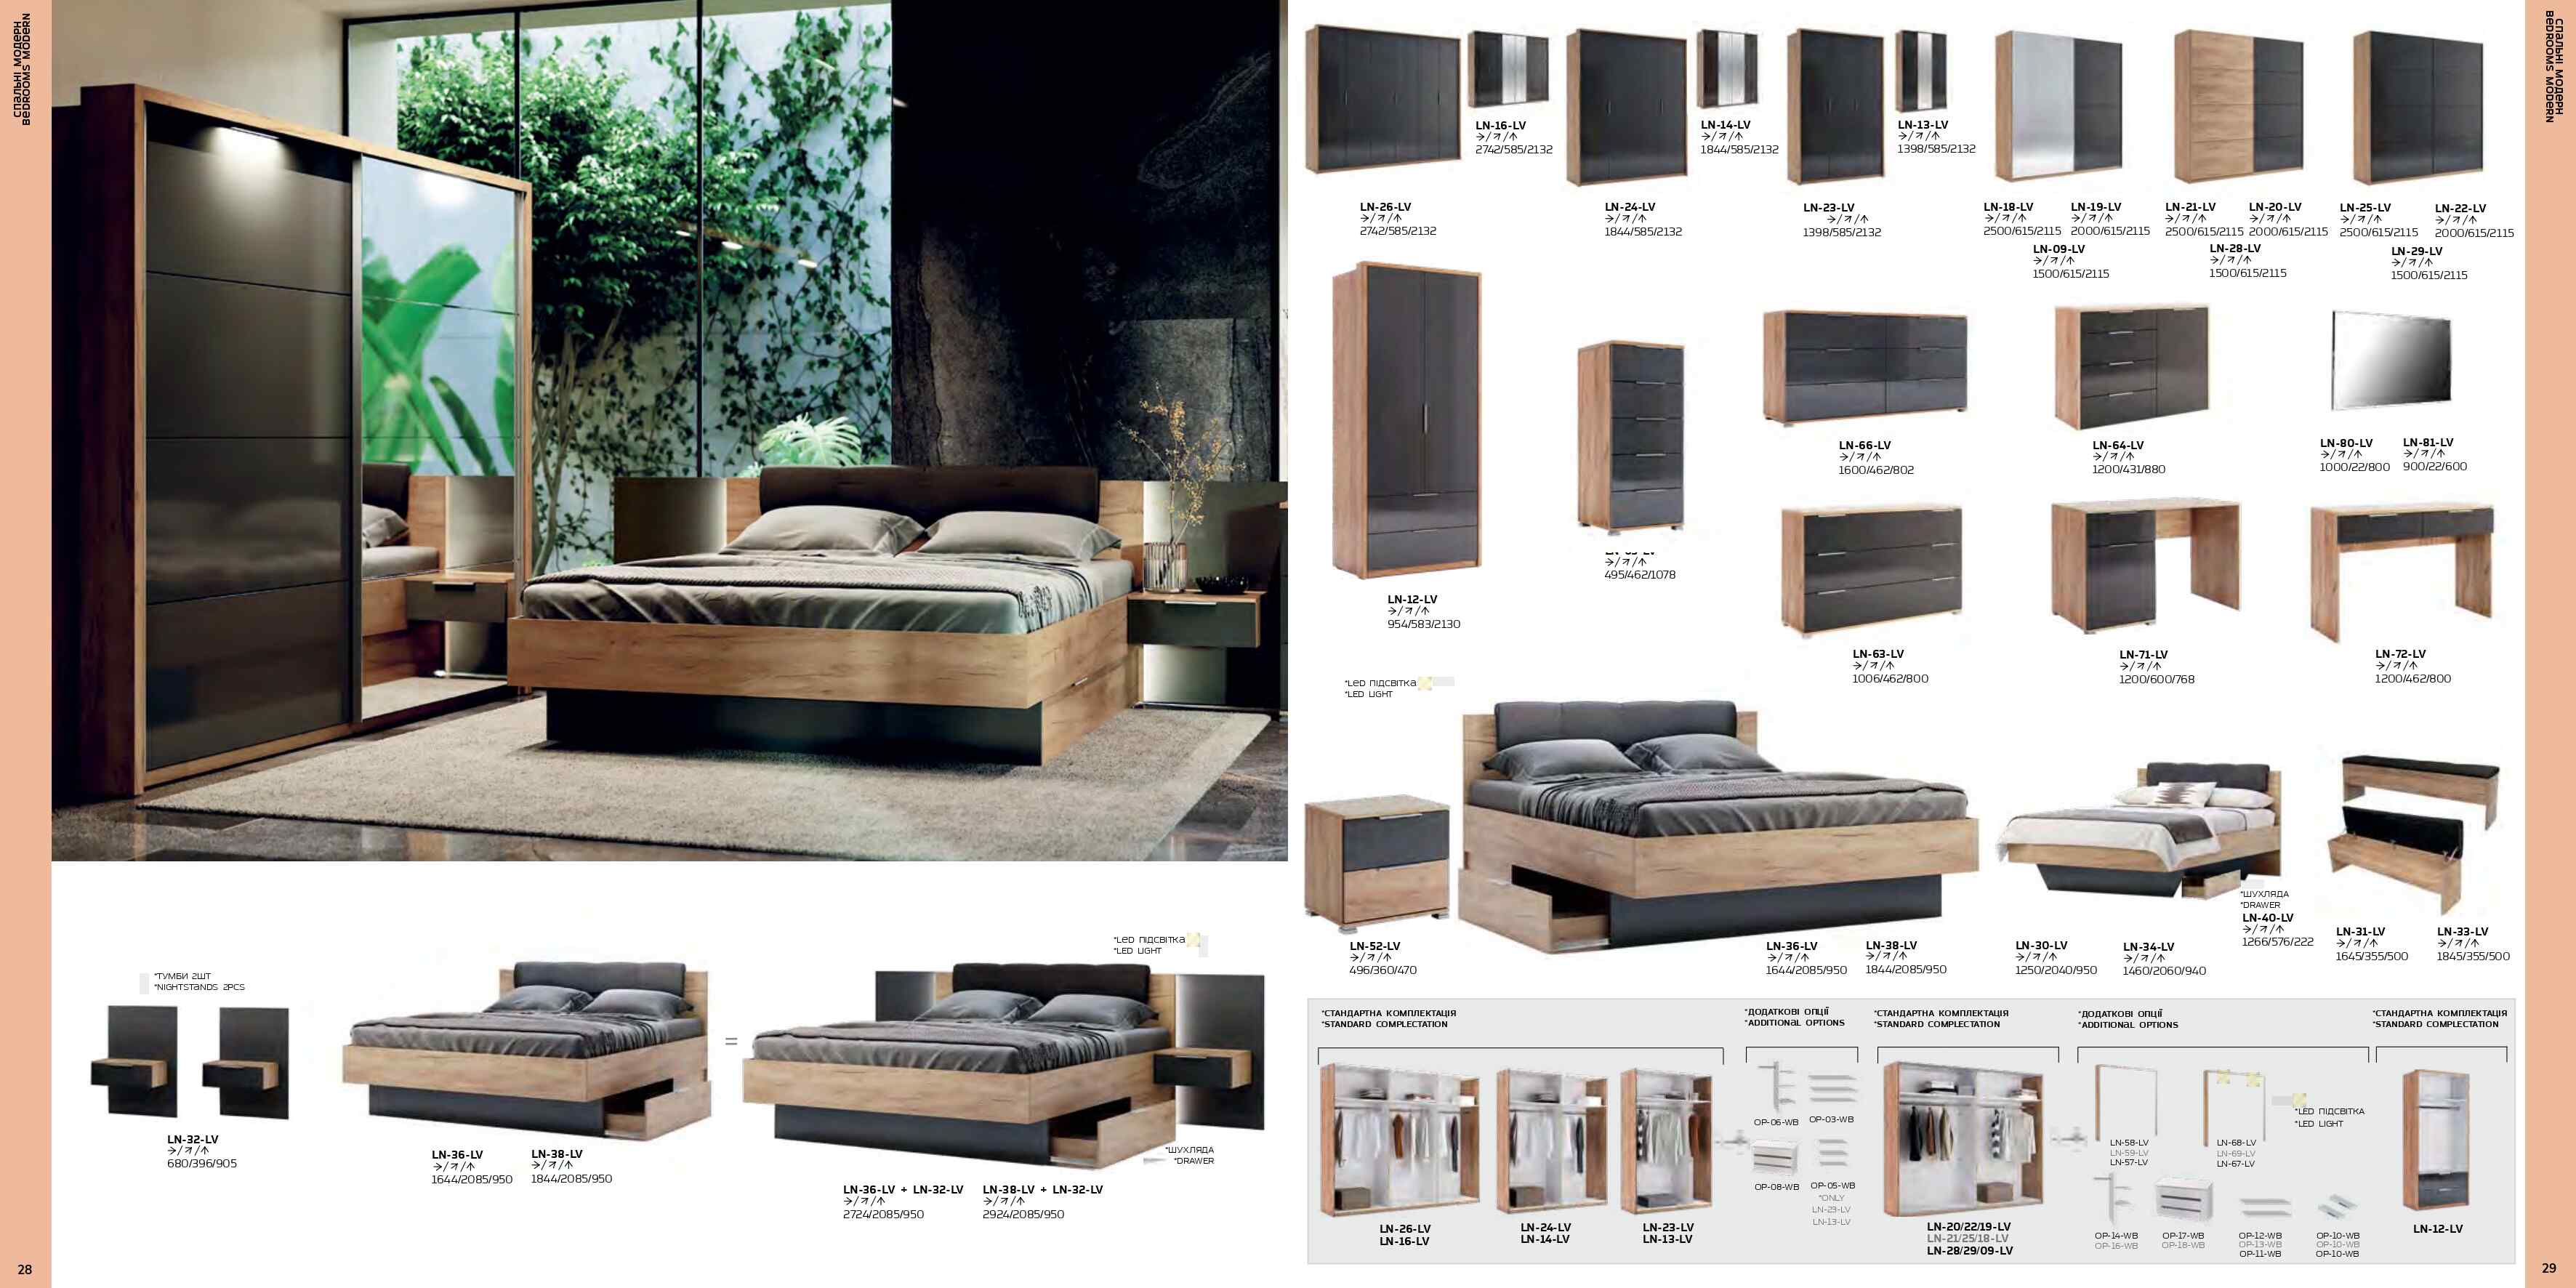 СПАЛЬНІ МОДЕРН
BEDROOMS MODERN
*ТУМБИ 2ШТ
*NIGHTSTANDS 2PCS
LN-32-LV
→/↗/↑
680/396/905
LN-36-LV
→/↗/↑
1644/2085/950
LN-38-LV
→/↗/↑
1844/2085/950
=
*LED ПІДСВІТКА
*LED LIGHT
*ШУХЛЯДА
*DRAWER
LN-36-LV + LN-32-LV
→/↗/↑
2724/2085/950
LN-38-LV + LN-32-LV
→/↗/↑
2924/2085/950
28
LN-16-LV
→/↗/↑
2742/585/2132
LN-14-LV
→/↗/↑
1844/585/2132
LN-13-LV
→/↗/↑
1398/585/2132
LN-26-LV
→/↗/↑
2742/585/2132
LN-24-LV
→/↗/↑
1844/585/2132
LN-23-LV
→/↗/↑
1398/585/2132
LN-18-LV
→/↗/↑
2500/615/2115
LN-19-LV
→/↗/↑
2000/615/2115
LN-09-LV
→/↗/↑
1500/615/2115
LN-21-LV
→/↗/↑
2500/615/2115
LN-20-LV
→/↗/↑
2000/615/2115
LN-28-LV
→/↗/↑
1500/615/2115
LN-25-LV
→/↗/↑
2500/615/2115
LN-22-LV
→/↗/↑
2000/615/2115
LN-29-LV
→/↗/↑
1500/615/2115
LN-12-LV
→/↗/↑
954/583/2130
→/↗/↑
495/462/1078
LN-66-LV
→/↗/↑
1600/462/802
LN-64-LV
→/↗/↑
1200/431/880
LN-80-LV
→/↗/↑
1000/22/800
LN-81-LV
→/↗/↑
900/22/600
LN-63-LV
→/↗/↑
1006/462/800
LN-71-LV
→/↗/↑
1200/600/768
LN-72-LV
→/↗/↑
1200/462/800
*LED ПІДСВІТКА
*LED LIGHT
LN-52-LV
→/↗/↑
496/360/470
LN-36-LV
→/↗/↑
1644/2085/950
LN-38-LV
→/↗/↑
1844/2085/950
LN-30-LV
→/↗/↑
1250/2040/950
LN-34-LV
→/↗/↑
1460/2060/940
*ШУХЛЯДА
*DRAWER
LN-40-LV
→/↗/↑
1266/576/222
LN-31-LV
→/↗/↑
1645/355/500
LN-33-LV
→/↗/↑
1845/355/500
*СТАНДАРТНА КОМПЛЕКТАЦІЯ
*STANDARD COMPLECTATION
LN-26-LV
LN-16-LV
LN-24-LV
LN-14-LV
LN-23-LV
LN-13-LV
*ДОДАТКОВІ ОПЦІЇ
*ADDITIONAL OPTIONS
OP-06-WB
OP-03-WB
OP-08-WB
OP-05-WB
*ONLY
LN-23-LV
LN-13-LV
*СТАНДАРТНА КОМПЛЕКТАЦІЯ
*STANDARD COMPLECTATION
LN-20/22/19-LV
LN-21/25/18-LV
LN-28/29/09-LV
*ДОДАТКОВІ ОПЦІЇ
*ADDITIONAL OPTIONS
LN-58-LV
LN-59-LV
LN-57-LV
LN-68-LV
LN-69-LV
LN-67-LV
*LED ПІДСВІТКА
*LED LIGHT
OP-14-WB
OP-16-WB
OP-17-WB
OP-18-WB
OP-12-WB
OP-13-WB
OP-11-WB
OP-10-WB
OP-10-WB
OP-10-WB
*СТАНДАРТНА КОМПЛЕКТАЦІЯ
*STANDARD COMPLECTATION
LN-12-LV
СПАЛЬНІ МОДЕРН
BEDROOMS MODERN
29